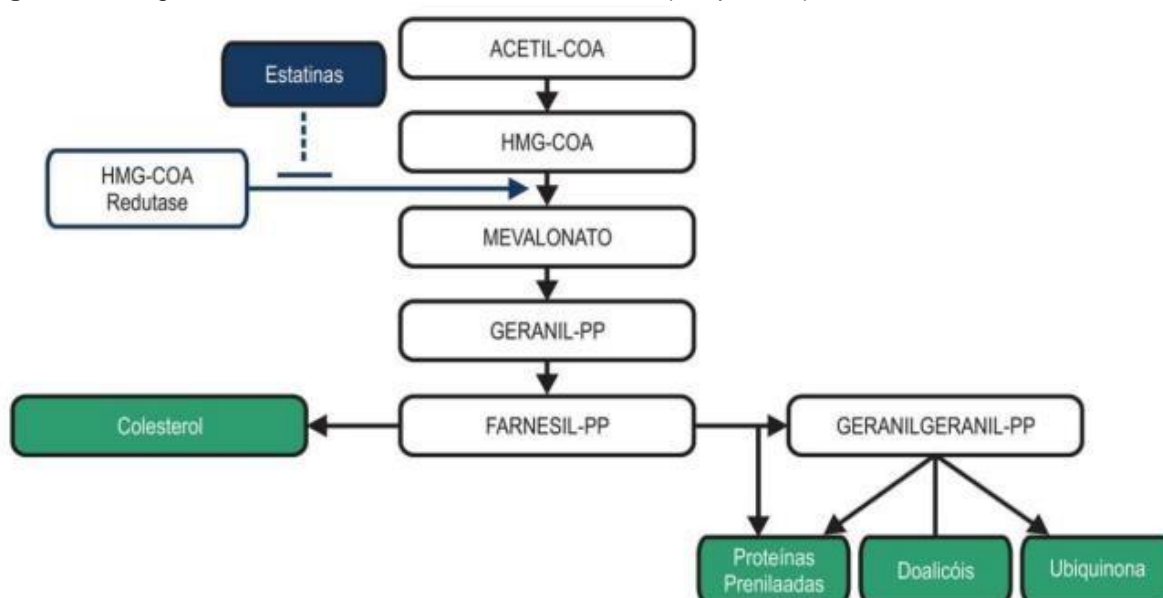 ACETIL-COA
Estatinas
HMG-COA
HMG-COA
Redutase
MEVALONATO
GERANIL-PP
Colesterol
FARNESIL-PP
GERANILGERANIL-PP
Proteínas
Prenilaadas
Doalicóis
Ubiquinona